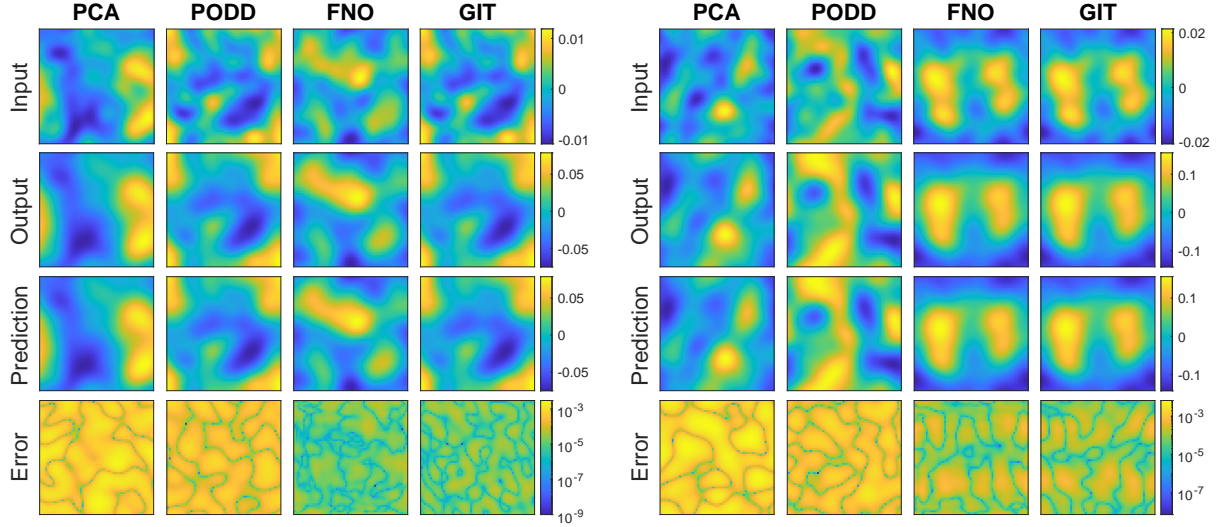 PCA PODD FNO GIT PCA PODD FNO GIT
Input 0.01 0 -0.01 Input 0.02 0 -0.02
Output 0.05 0 -0.05 Output 0.1 0 -0.1
Prediction 0.05 0 -0.05 Prediction 0.1 0 -0.1
Error 10⁻³ 10⁻⁵ 10⁻⁷ 10⁻⁹ Error 10⁻³ 10⁻⁵ 10⁻⁷